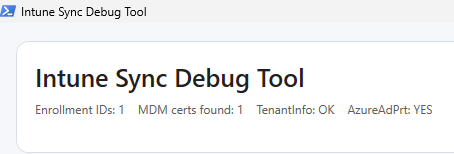 Intune Sync Debug Tool
Intune Sync Debug Tool
Enrollment IDs: 1 MDM certs found: 1 TenantInfo: OK AzureAdPrt: YES